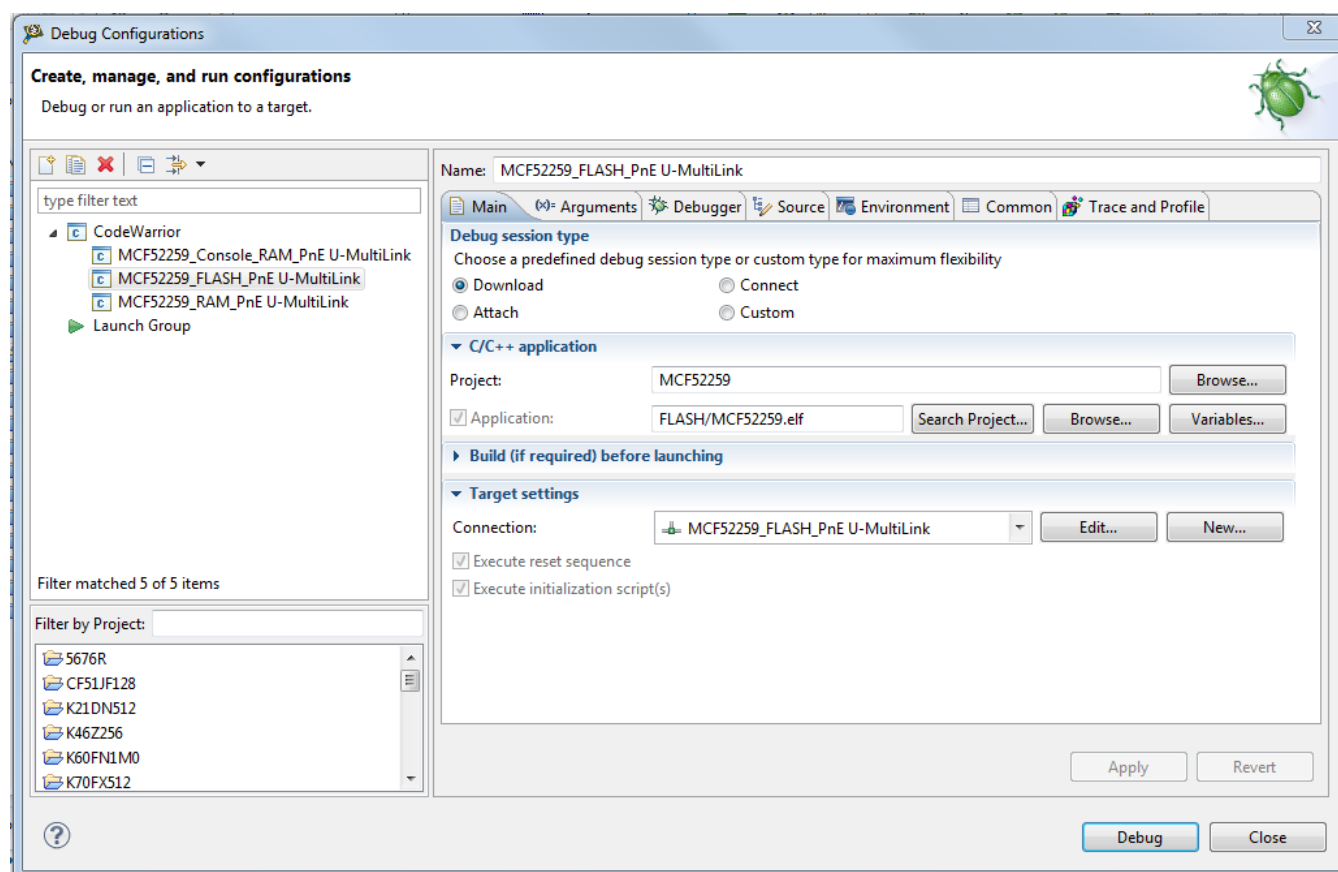 Debug Configurations
Create, manage, and run configurations
Debug or run an application to a target.
type filter text
CodeWarrior
MCF52259_Console_RAM_PnE U-MultiLink
MCF52259_FLASH_PnE U-MultiLink
MCF52259_RAM_PnE U-MultiLink
Launch Group
Filter matched 5 of 5 items
Filter by Project:
5676R
CF51JF128
K21DN512
K46Z256
K60FN1M0
K70FX512
Name: MCF52259_FLASH_PnE U-MultiLink
Main (x)= Arguments Debugger Source Environment Common Trace and Profile
Debug session type
Choose a predefined debug session type or custom type for maximum flexibility
Download Connect
Attach Custom
C/C++ application
Project: MCF52259 Browse...
Application: FLASH/MCF52259.elf Search Project... Browse... Variables...
Build (if required) before launching
Target settings
Connection: MCF52259_FLASH_PnE U-MultiLink Edit... New...
Execute reset sequence
Execute initialization script(s)
Apply Revert
Debug Close